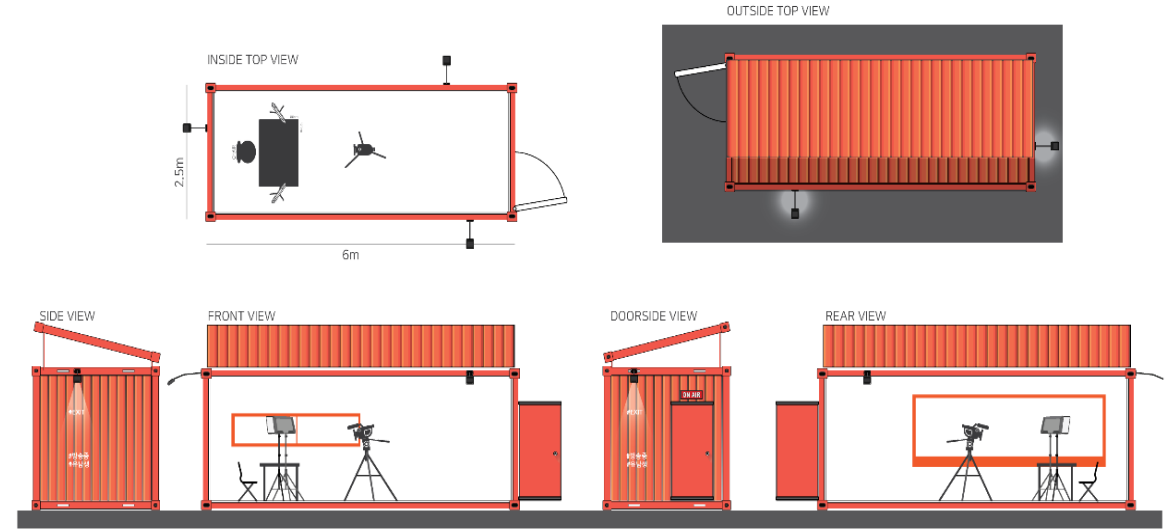 OUTSIDE TOP VIEW
INSIDE TOP VIEW
2.5m
6m
SIDE VIEW
FRONT VIEW
DOORSIDE VIEW
REAR VIEW
ON AIR